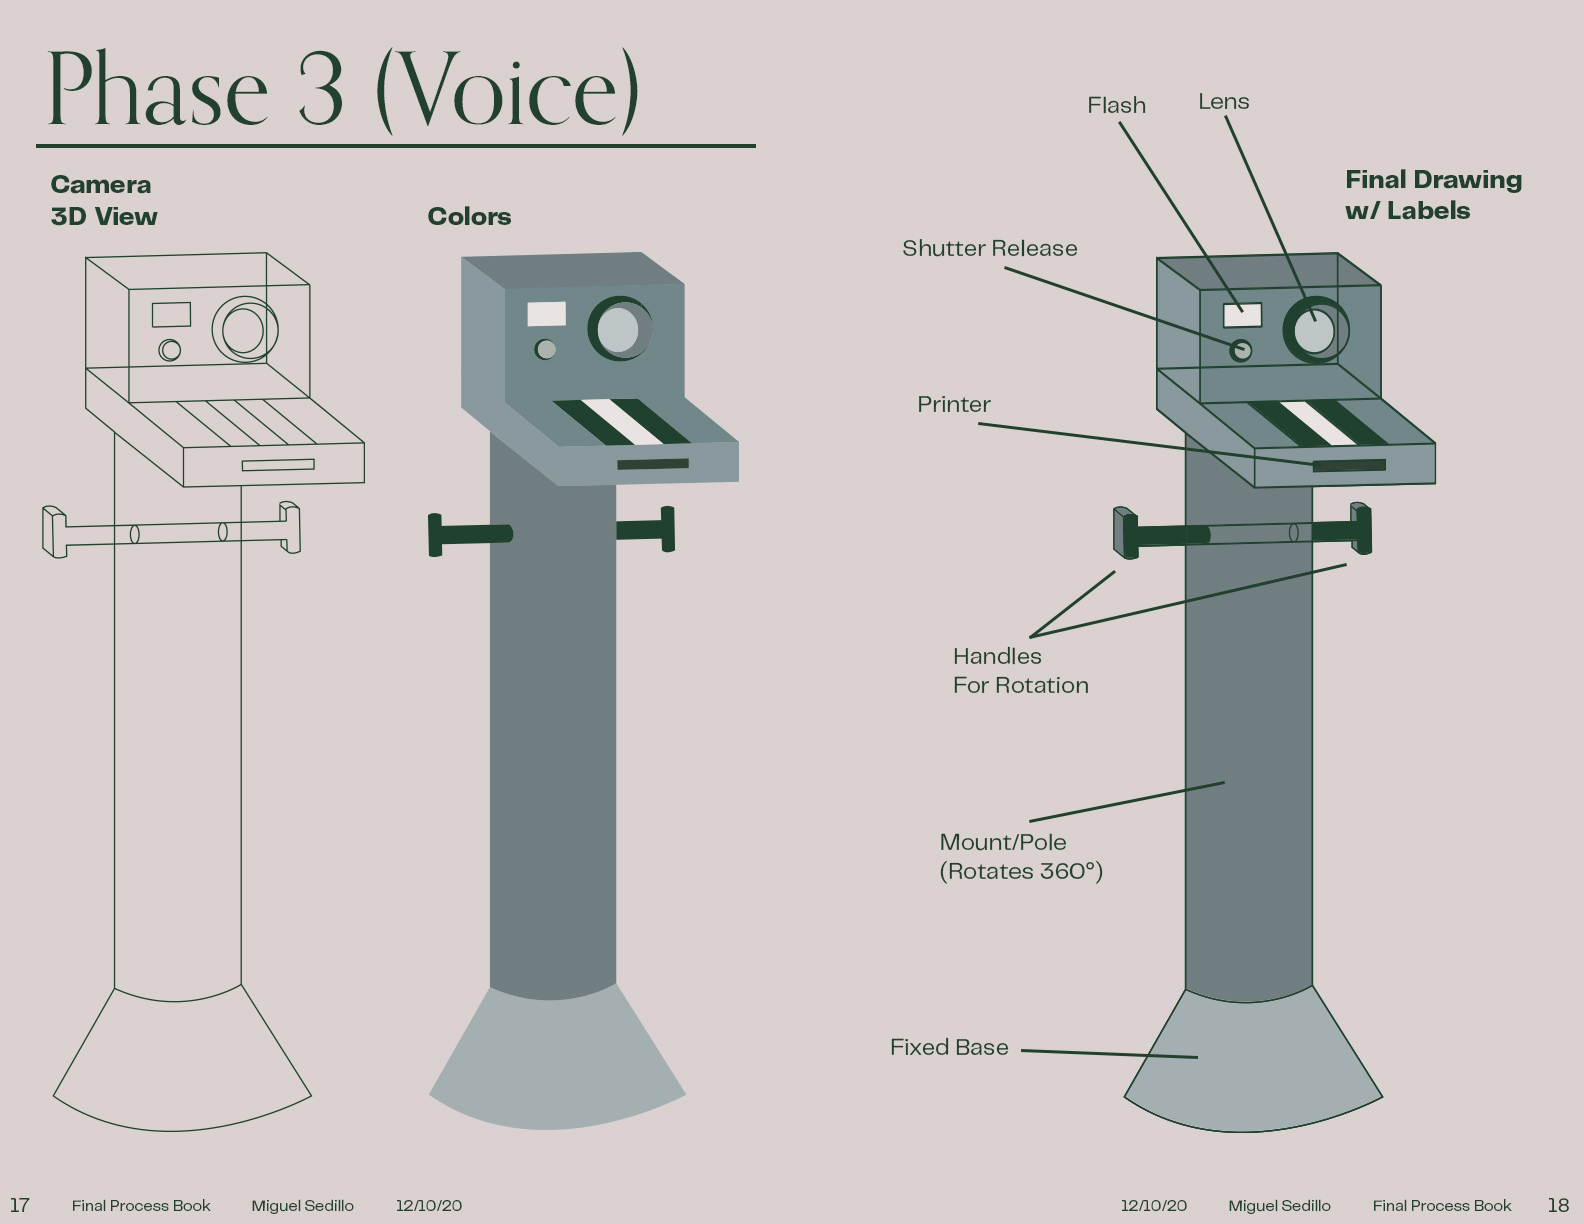 Phase 3 (Voice)
Camera
3D View
Colors
Flash
Lens
Final Drawing
w/ Labels
Shutter Release
Printer
Handles
For Rotation
Mount/Pole
(Rotates 360°)
Fixed Base
17 Final Process Book Miguel Sedillo 12/10/20
12/10/20 Miguel Sedillo Final Process Book 18